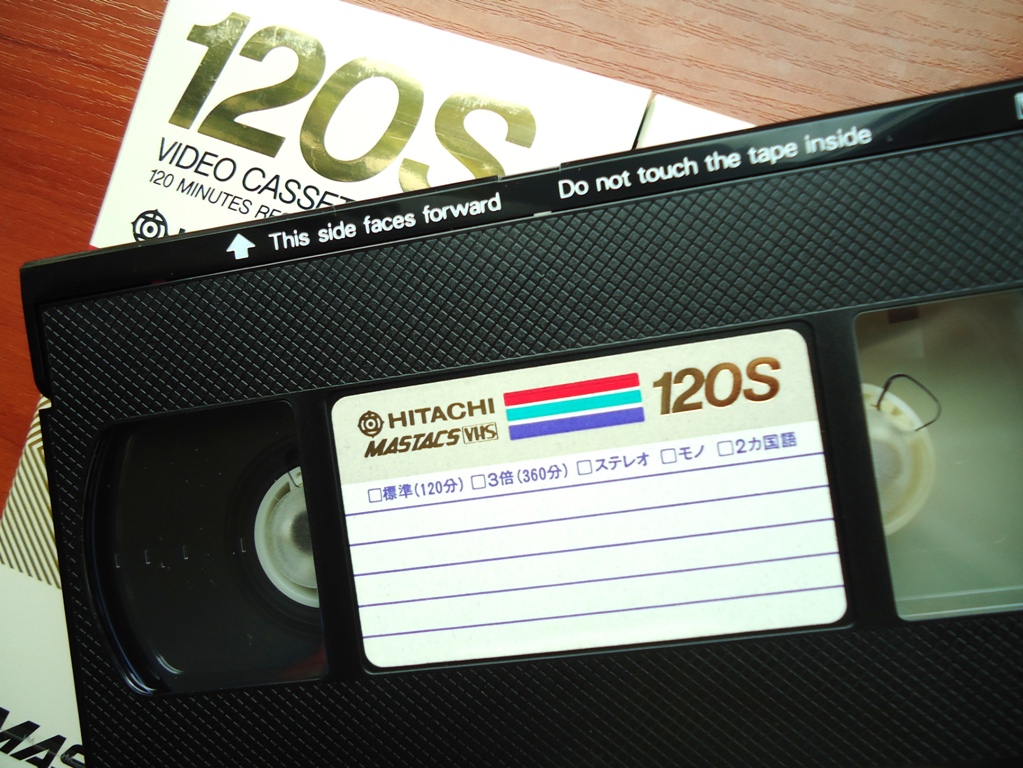 120S
VIDEO CASSET
120 MINUTES RE
This side faces forward
Do not touch the tape inside
HITACHI
MASTACS VHS
120S
□標準(120分) □3倍(360分) □ステレオ □モノ □2カ国語
MAS